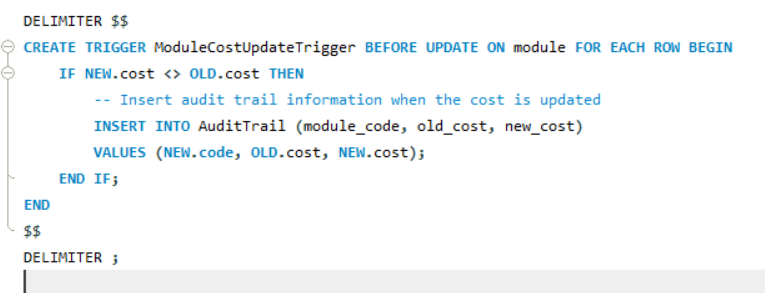 DELIMITER $$
CREATE TRIGGER ModuleCostUpdateTrigger BEFORE UPDATE ON module FOR EACH ROW BEGIN
    IF NEW.cost <> OLD.cost THEN
        -- Insert audit trail information when the cost is updated
        INSERT INTO AuditTrail (module_code, old_cost, new_cost)
        VALUES (NEW.code, OLD.cost, NEW.cost);
    END IF;
END
$$
DELIMITER ;